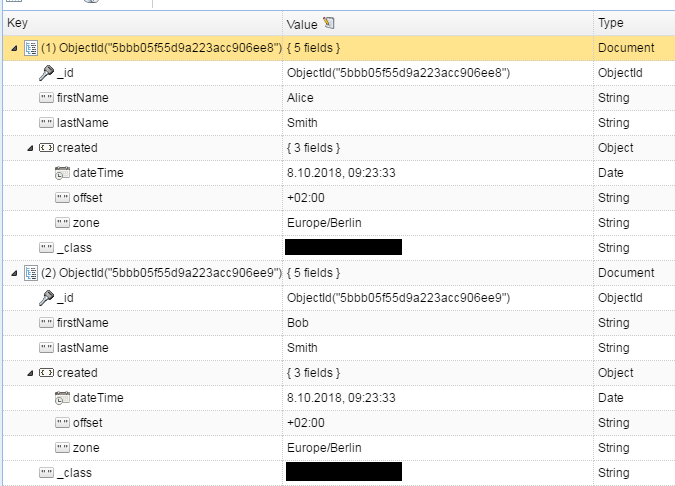 Key Value Type
(1) ObjectId("5bbb05f55d9a223acc906ee8") { 5 fields } Document
_id ObjectId("5bbb05f55d9a223acc906ee8") ObjectId
firstName Alice String
lastName Smith String
created { 3 fields } Object
dateTime 8.10.2018, 09:23:33 Date
offset +02:00 String
zone Europe/Berlin String
_class String
(2) ObjectId("5bbb05f55d9a223acc906ee9") { 5 fields } Document
_id ObjectId("5bbb05f55d9a223acc906ee9") ObjectId
firstName Bob String
lastName Smith String
created { 3 fields } Object
dateTime 8.10.2018, 09:23:33 Date
offset +02:00 String
zone Europe/Berlin String
_class String